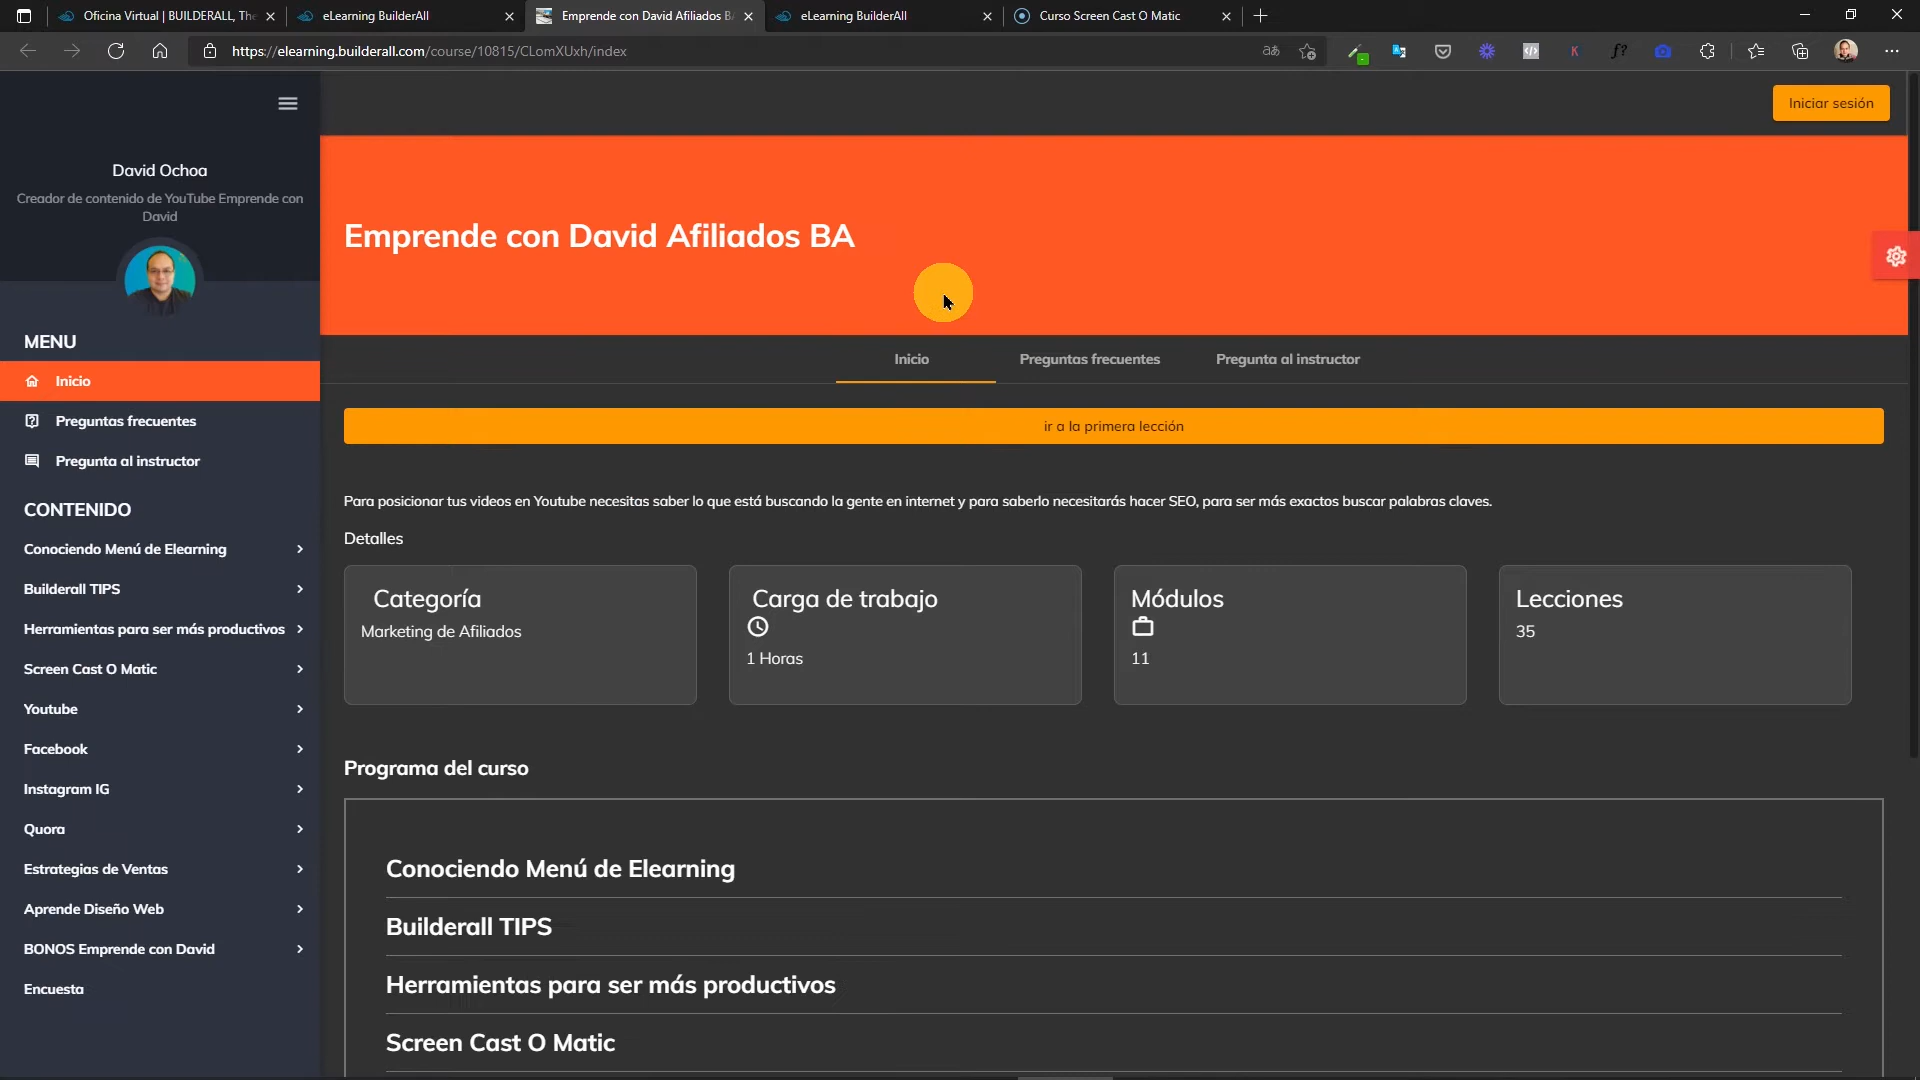 Oficina Virtual | BUILDERALL, The
eLearning BuilderAll
Emprende con David Afiliados B
eLearning BuilderAll
Curso Screen Cast O Matic
https://elearning.builderall.com/course/10815/CLomXUxh/index
Iniciar sesión
David Ochoa
Creador de contenido de YouTube Emprende con
David
Emprende con David Afiliados BA
MENU
Inicio
Preguntas frecuentes
Pregunta al instructor
Inicio
Preguntas frecuentes
Pregunta al instructor
ir a la primera lección
CONTENIDO
Conociendo Menú de Elearning
Builderall TIPS
Herramientas para ser más productivos
Screen Cast O Matic
Youtube
Facebook
Instagram IG
Quora
Estrategias de Ventas
Aprende Diseño Web
BONOS Emprende con David
Encuesta
Para posicionar tus videos en Youtube necesitas saber lo que está buscando la gente en internet y para saberlo necesitarás hacer SEO, para ser más exactos buscar palabras claves.
Detalles
Categoría
Marketing de Afiliados
Carga de trabajo
1 Horas
Módulos
11
Lecciones
35
Programa del curso
Conociendo Menú de Elearning
Builderall TIPS
Herramientas para ser más productivos
Screen Cast O Matic